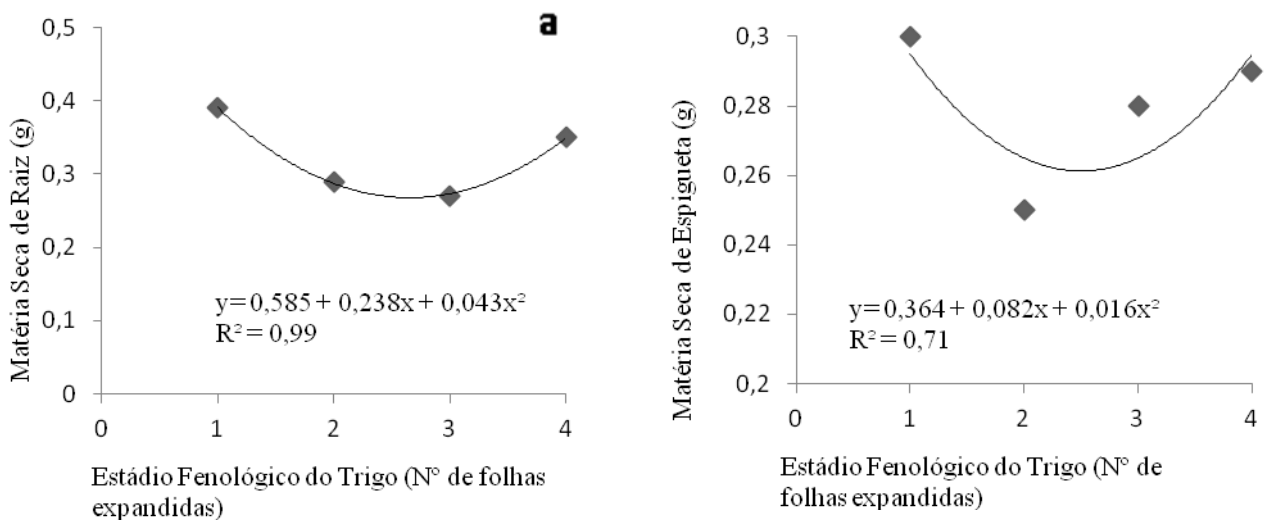 a
0,5
0,4
0,3
0,2
0,1
0
0 1 2 3 4
Matéria Seca de Raiz (g)
y= 0,585 + 0,238x + 0,043x²
R² = 0,99
Estádio Fenológico do Trigo (Nº de folhas
expandidas)
0,3
0,28
0,26
0,24
0,22
0,2
0 1 2 3 4
Matéria Seca de Espigueta (g)
y= 0,364 + 0,082x + 0,016x²
R² = 0,71
Estádio Fenológico do Trigo (Nº de
folhas expandidas)